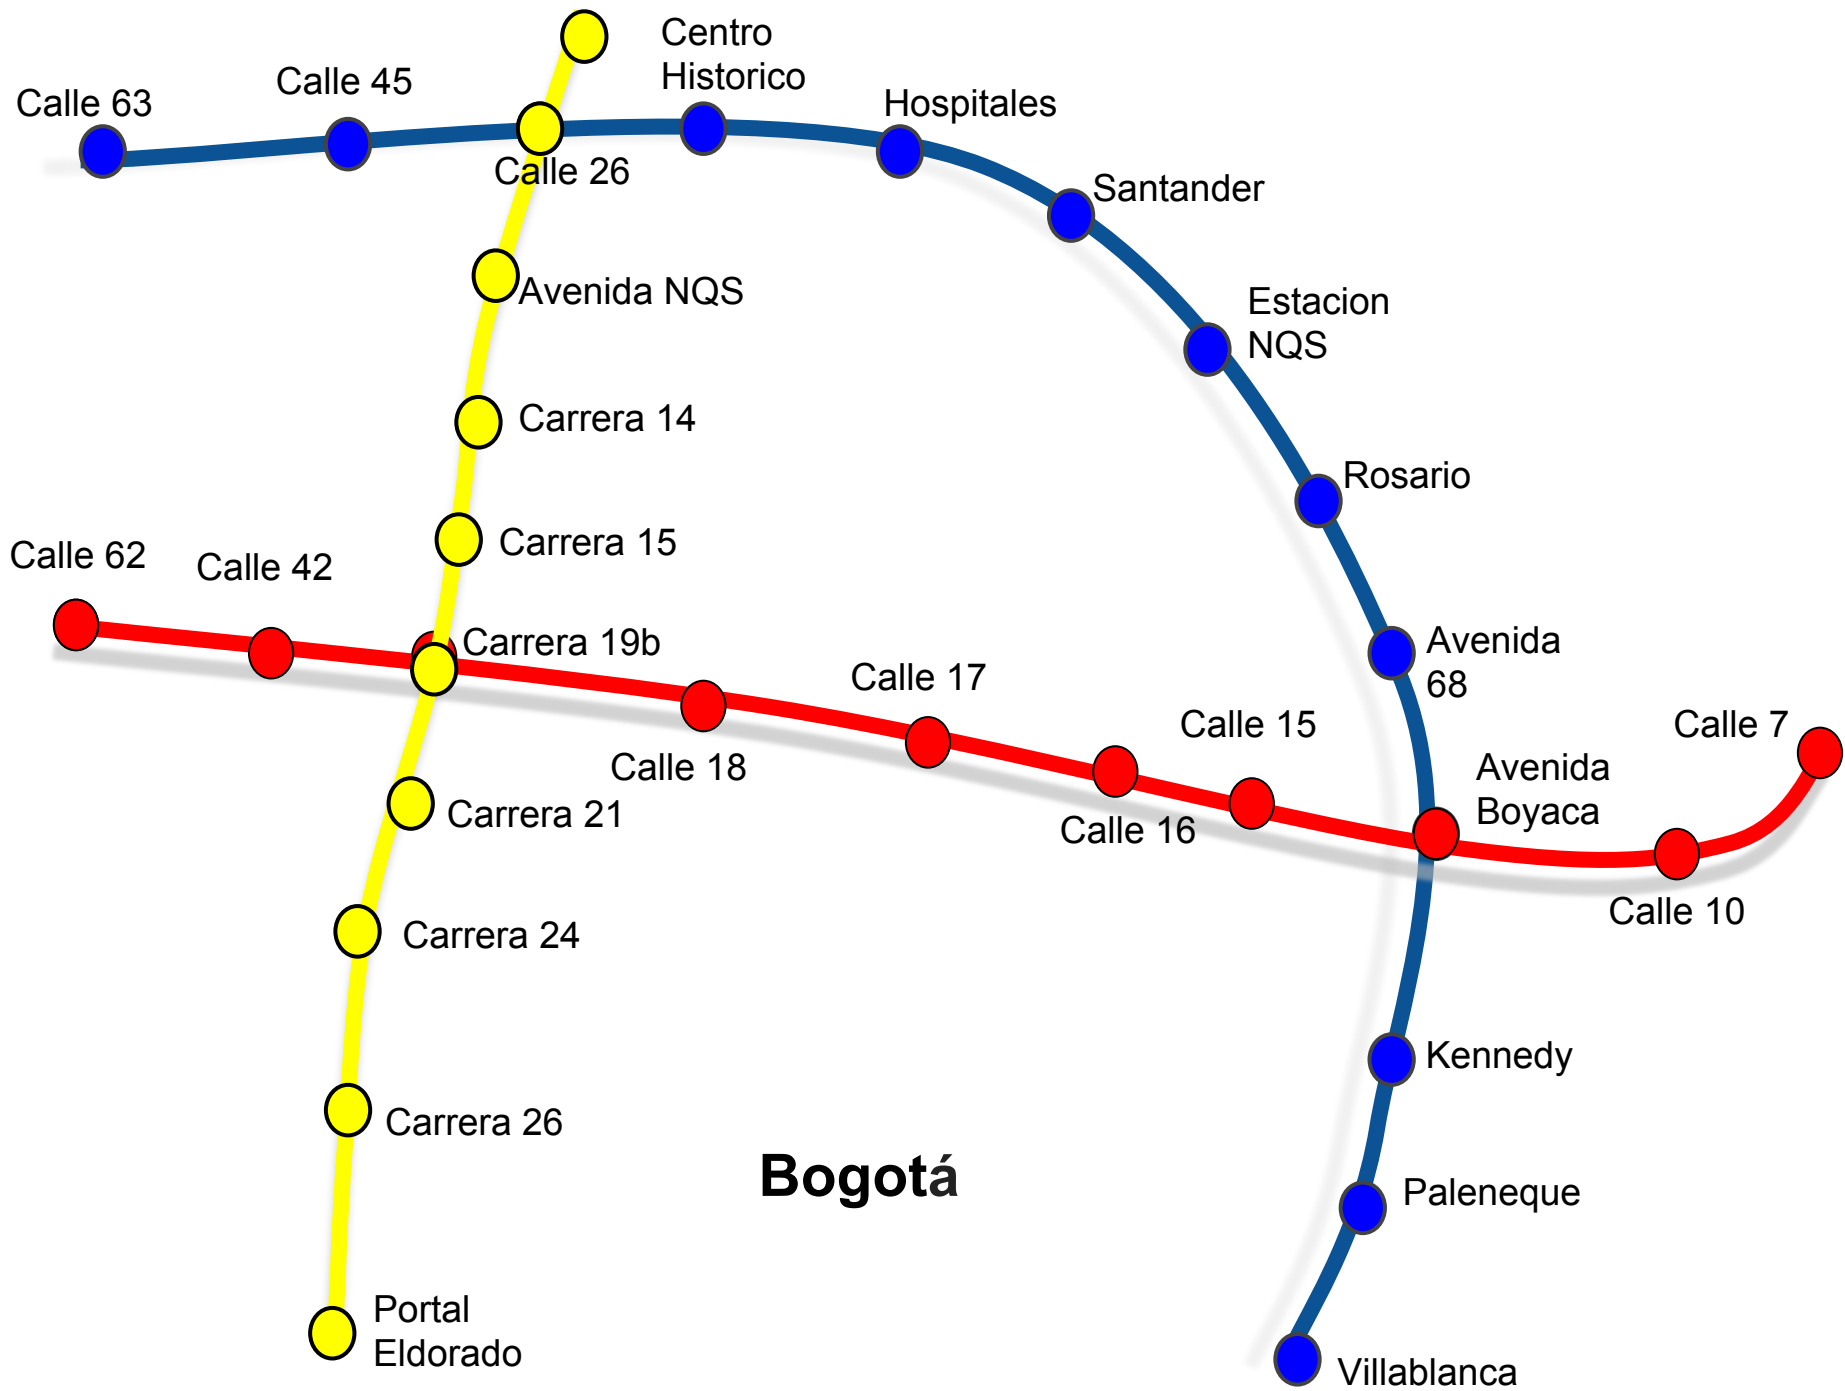 Centro
Historico
Calle 45
Calle 63
Hospitales
Calle 26
Santander
Avenida NQS
Estacion
NQS
Carrera 14
Rosario
Carrera 15
Calle 62
Calle 42
Carrera 19b
Avenida
68
Calle 17
Calle 15
Calle 7
Calle 18
Avenida
Boyaca
Carrera 21
Calle 16
Calle 10
Carrera 24
Kennedy
Carrera 26
Bogotá
Paleneque
Portal
Eldorado
Villablanca